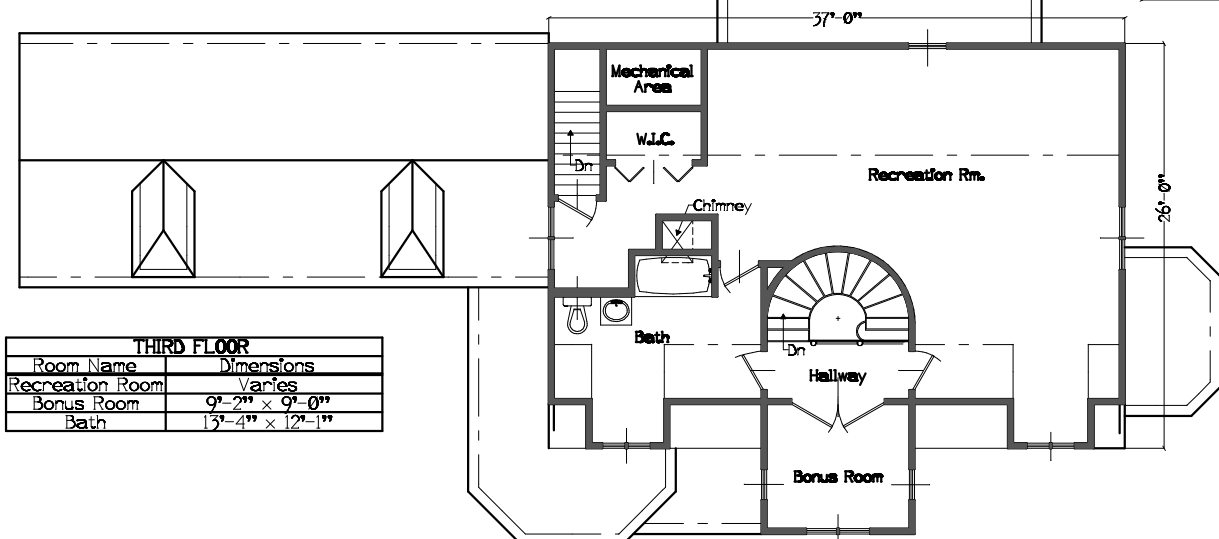 37'-0"
Mechanical
Area
W.I.C.
Dn
Recreation Rm.
Chimney
26'-0"
Bath
Dn
Hallway
Bonus Room
THIRD FLOOR
Room Name Dimensions
Recreation Room Varies
Bonus Room 9'-2" x 9'-0"
Bath 13'-4" x 12'-1"